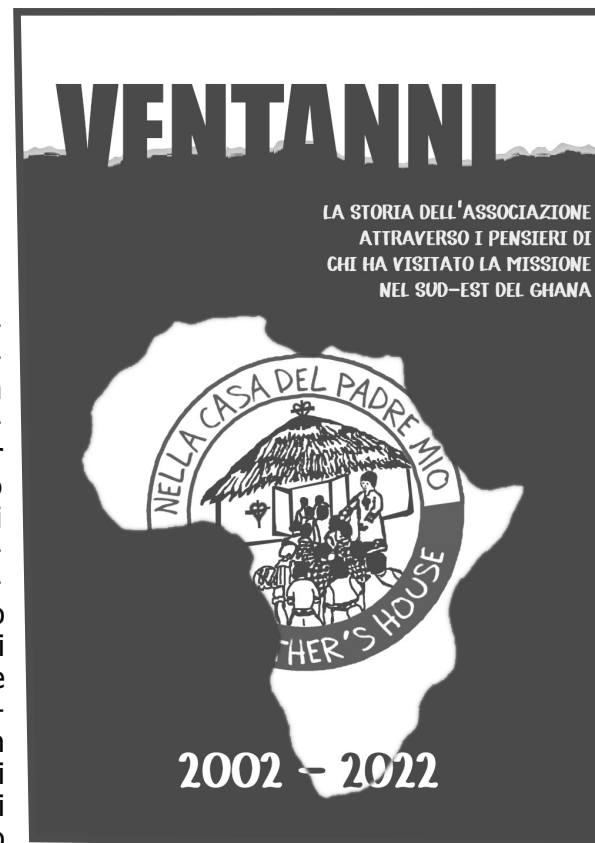 VENTANNI
LA STORIA DELL'ASSOCIAZIONE
ATTRAVERSO I PENSIERI DI
CHI HA VISITATO LA MISSIONE
NEL SUD-EST DEL GHANA
NELLA CASA DEL PADRE MIO
THER'S HOUSE
2002 - 2022